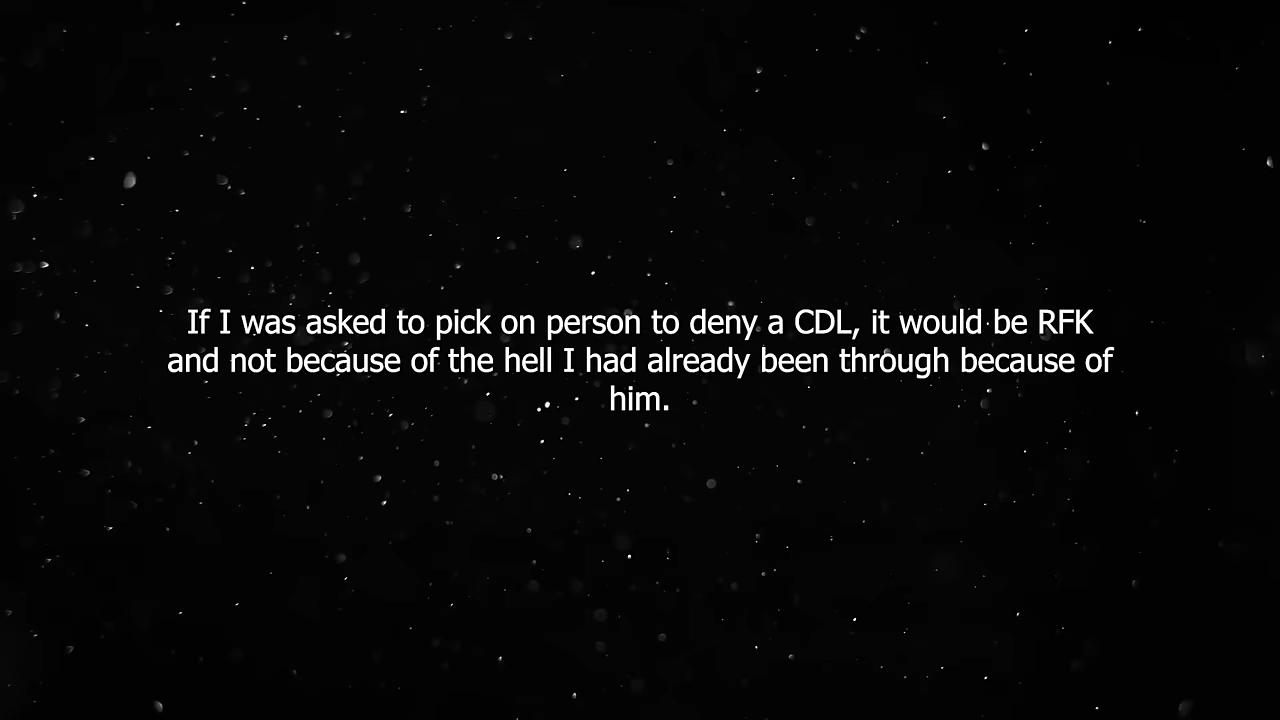 If I was asked to pick on person to deny a CDL, it would be RFK
and not because of the hell I had already been through because of
him.